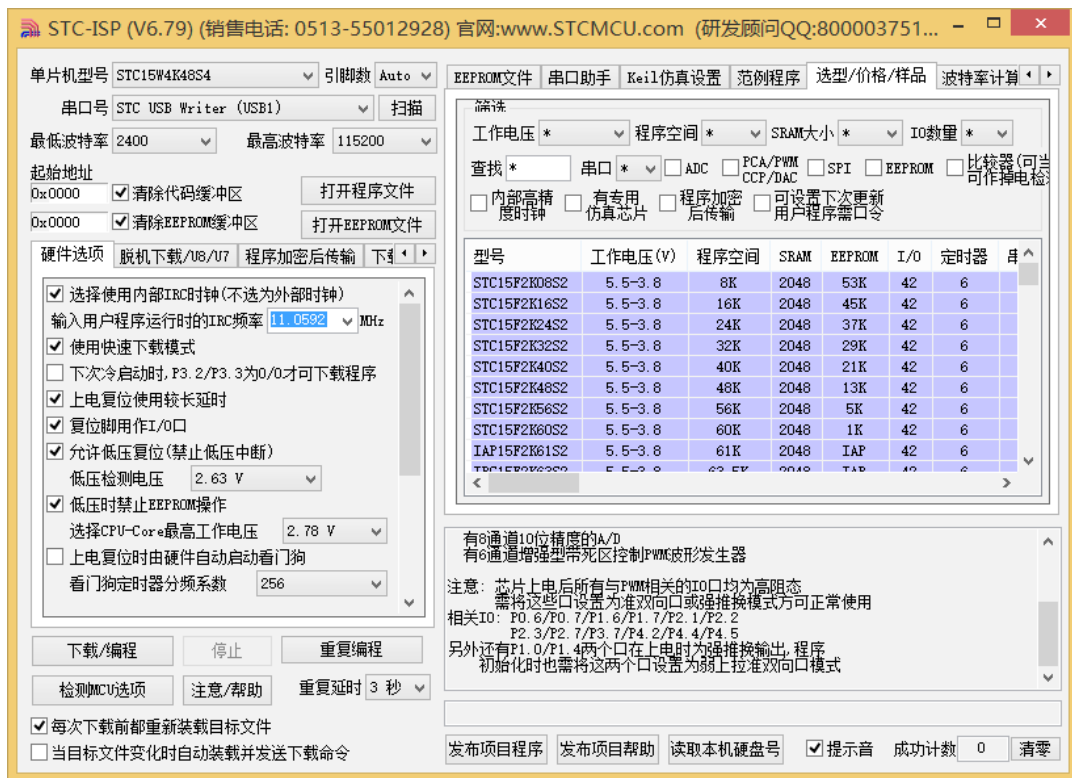 STC-ISP (V6.79) (销售电话: 0513-55012928) 官网:www.STCMCU.com (研发顾问QQ:800003751...
单片机型号 STC15W4K48S4 引脚数 Auto
串口号 STC USB Writer (USB1) 扫描
最低波特率 2400 最高波特率 115200
起始地址
0x0000 清除代码缓冲区 打开程序文件
0x0000 清除EEPROM缓冲区 打开EEPROM文件
硬件选项 脱机下载/U8/U7 程序加密后传输
选择使用内部IRC时钟(不选为外部时钟)
输入用户程序运行时的IRC频率 11.0592 MHz
使用快速下载模式
下次冷启动时,P3.2/P3.3为0/0才可下载程序
上电复位使用较长延时
复位脚用作I/O口
允许低压复位(禁止低压中断)
低压检测电压 2.63 V
低压时禁止EEPROM操作
选择CPU-Core最高工作电压 2.78 V
上电复位时由硬件自动启动看门狗
看门狗定时器分频系数 256
下载/编程 停止 重复编程
检测MCU选项 注意/帮助 重复延时 3 秒
每次下载前都重新装载目标文件
当目标文件变化时自动装载并发送下载命令
EEPROM文件 串口助手 Keil仿真设置 范例程序 选型/价格/样品 波特率计算
筛选
工作电压 * 程序空间 * SRAM大小 * IO数量 *
查找 * 串口 * ADC PCA/PWM CCP/DAC SPI EEPROM 比较器(可当 可作掉电检
内部高精度时钟 有专用仿真芯片 程序加密后传输 可设置下次更新用户程序需口令
型号 工作电压(V) 程序空间 SRAM EEPROM I/O 定时器 串
STC15F2K08S2 5.5-3.8 8K 2048 53K 42 6
STC15F2K16S2 5.5-3.8 16K 2048 45K 42 6
STC15F2K24S2 5.5-3.8 24K 2048 37K 42 6
STC15F2K32S2 5.5-3.8 32K 2048 29K 42 6
STC15F2K40S2 5.5-3.8 40K 2048 21K 42 6
STC15F2K48S2 5.5-3.8 48K 2048 13K 42 6
STC15F2K56S2 5.5-3.8 56K 2048 5K 42 6
STC15F2K60S2 5.5-3.8 60K 2048 1K 42 6
IAP15F2K61S2 5.5-3.8 61K 2048 IAP 42 6
5.5-3.8 63.5K 2048 IAP 42 6
有8通道10位精度的A/D
有6通道增强型带死区控制PWM波形发生器
注意: 芯片上电后所有与PWM相关的IO口均为高阻态
需将这些口设置为准双向口或强推换模式方可正常使用
相关IO: P0.6/P0.7/P1.6/P1.7/P2.1/P2.2
P2.3/P2.7/P3.7/P4.2/P4.4/P4.5
另外还有P1.0/P1.4两个口在上电时为强推换输出,程序
初始化时也需将这两个口设置为弱上拉准双向口模式
发布项目程序 发布项目帮助 读取本机硬盘号 提示音 成功计数 0 清零